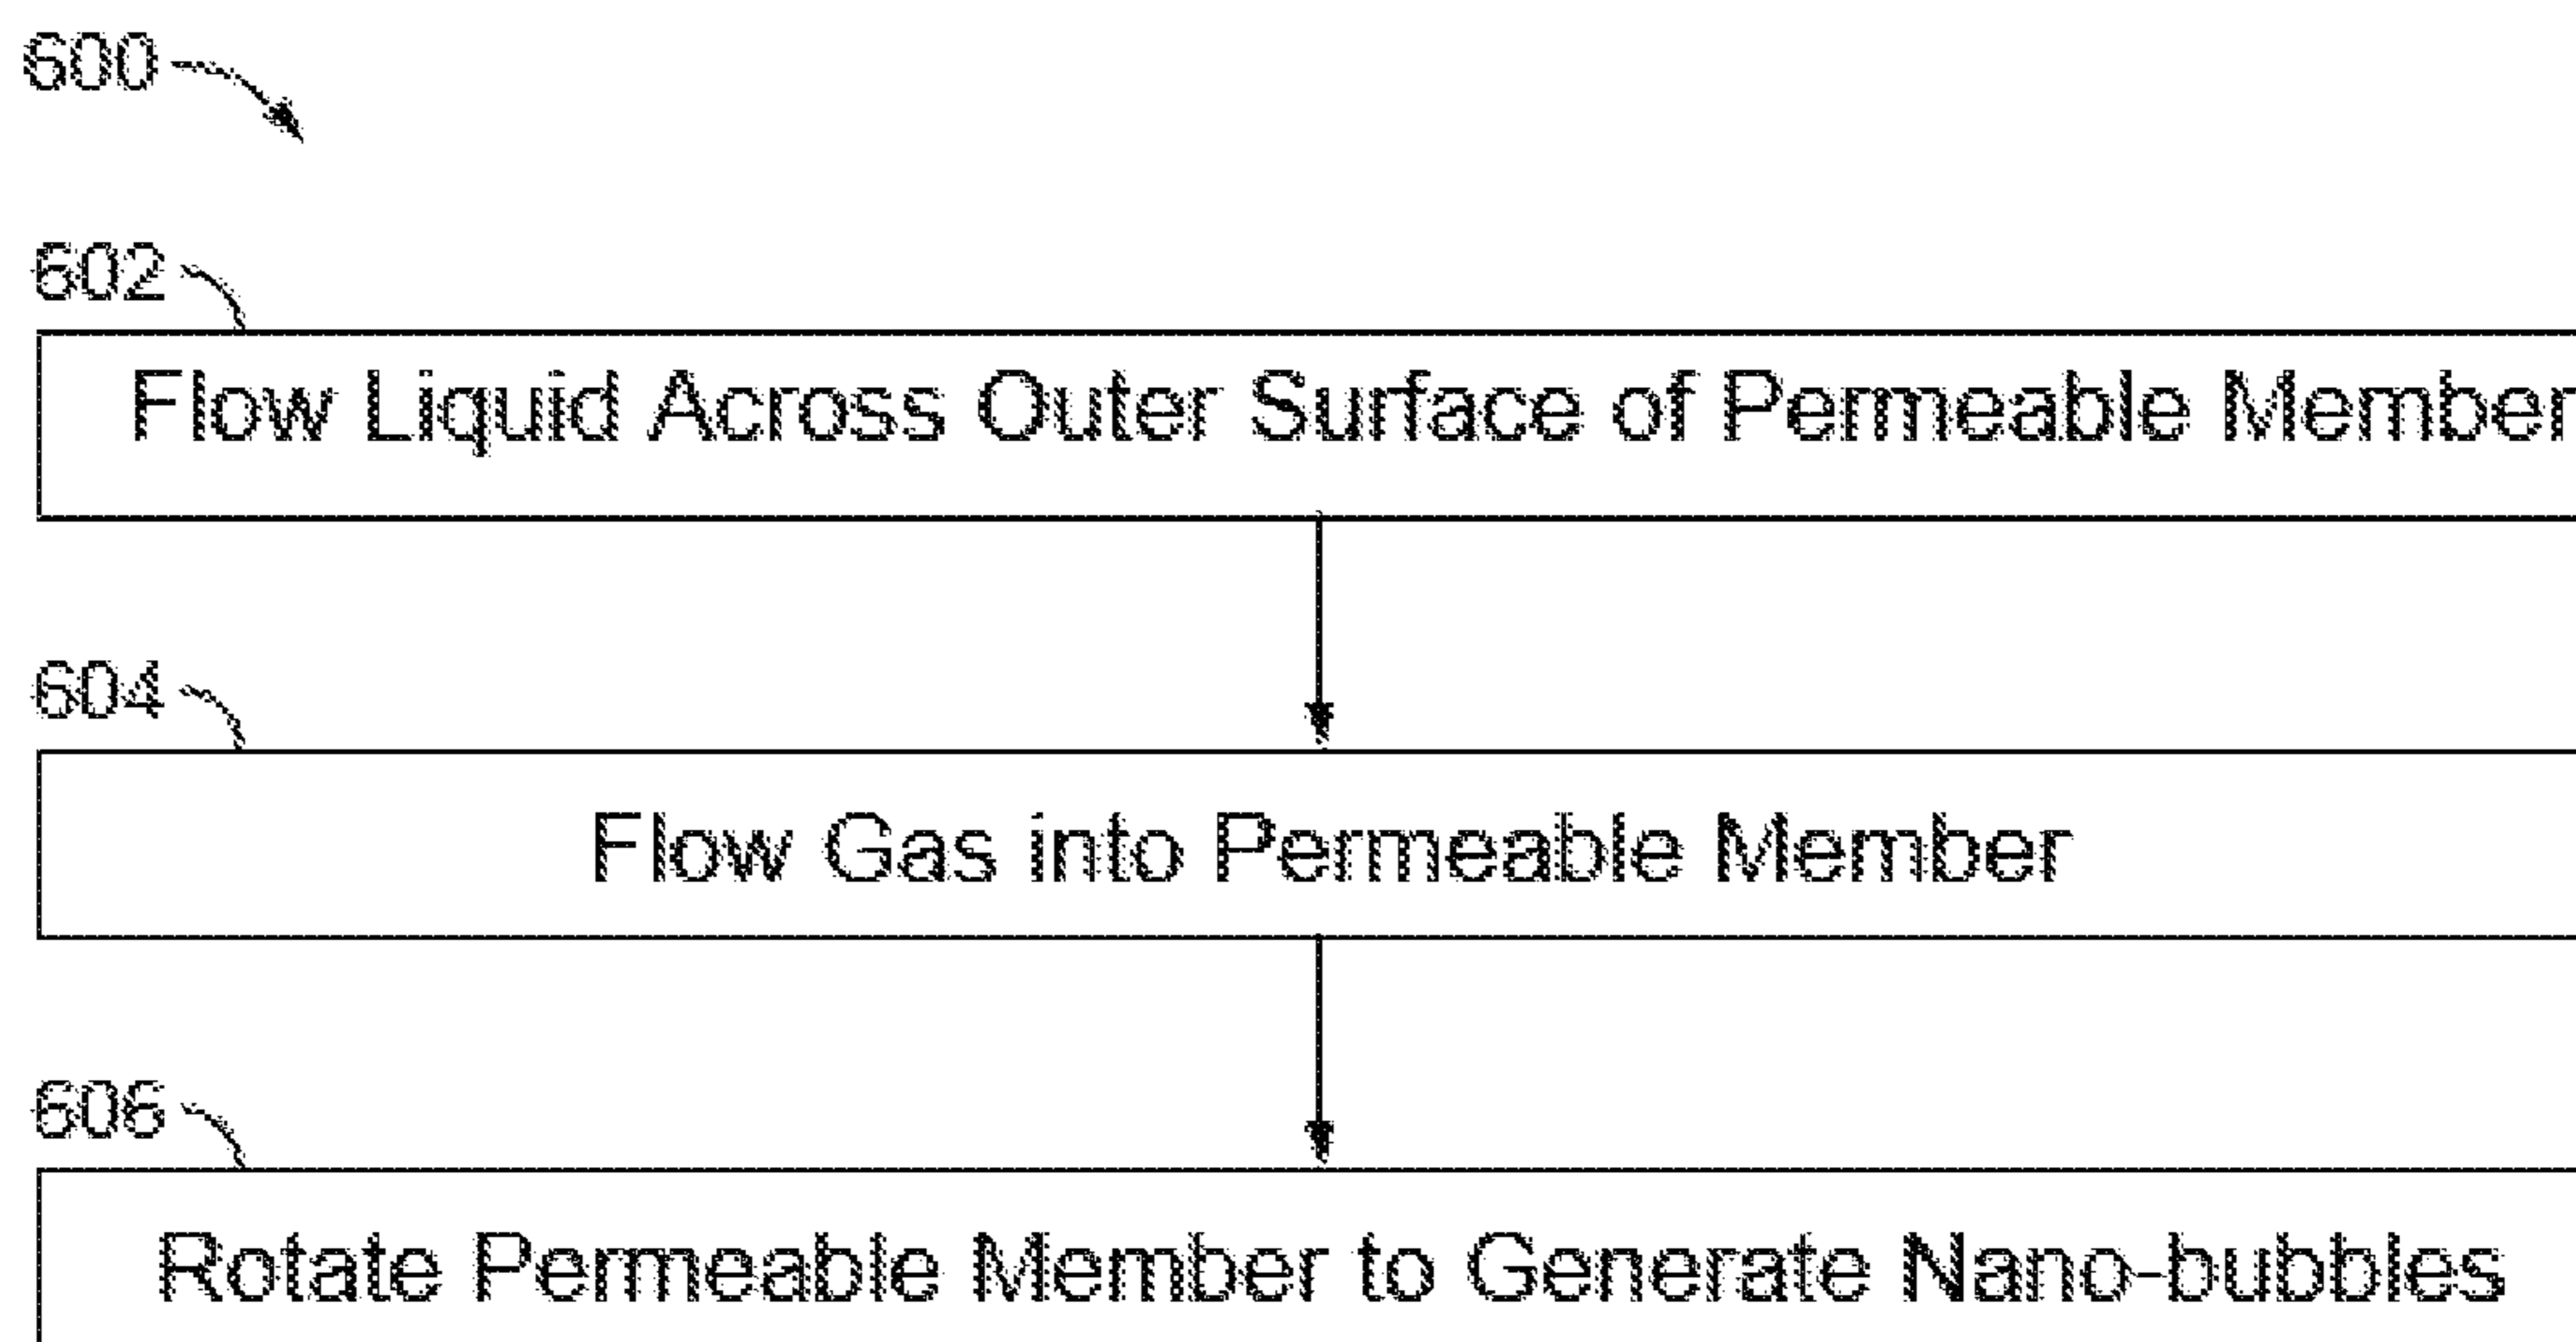 600
602
Flow Liquid Across Outer Surface of Permeable Member
604
Flow Gas into Permeable Member
606
Rotate Permeable Member to Generate Nano-bubbles